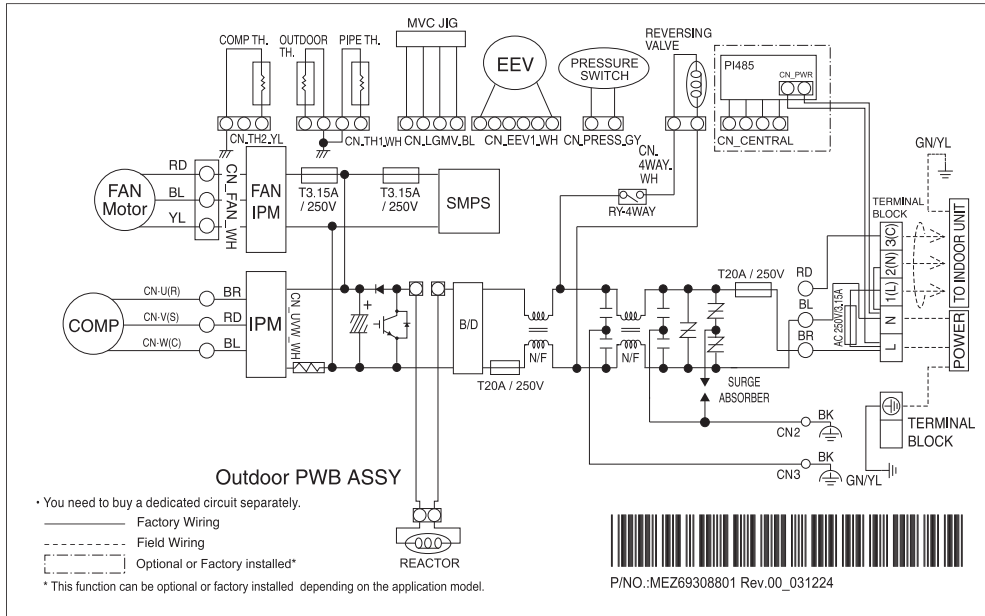 MVC JIG
REVERSING
VALVE
COMP TH.
OUTDOOR
TH.
PIPE TH.
EEV
PRESSURE
SWITCH
PI485
CN_PWR
CN_TH2_YL
CN_TH1_WH
CN_LGMV_BL
CN_EEV1_WH
CN_PRESS_GY
CN_CENTRAL
CN_
4WAY_
WH
GN/YL
RD
BL
YL
FAN
Motor
CN_FAN_WH
FAN
IPM
T3.15A
/ 250V
T3.15A
/ 250V
SMPS
RY-4WAY
TERMINAL
BLOCK
3(C)
2(N)
1(L)
N
L
TO INDOOR UNIT
POWER
COMP
CN-U(R)
CN-V(S)
CN-W(C)
BR
RD
BL
IPM
CN_UVW_WH
+
B/D
N/F
N/F
T20A / 250V
T20A / 250V
RD
BL
BR
AC 250V/3.15A
SURGE
ABSORBER
CN2
BK
CN3
BK
TERMINAL
BLOCK
GN/YL
Outdoor PWB ASSY
• You need to buy a dedicated circuit separately.
Factory Wiring
Field Wiring
Optional or Factory installed*
* This function can be optional or factory installed depending on the application model.
REACTOR
P/NO.:MEZ69308801 Rev.00_031224